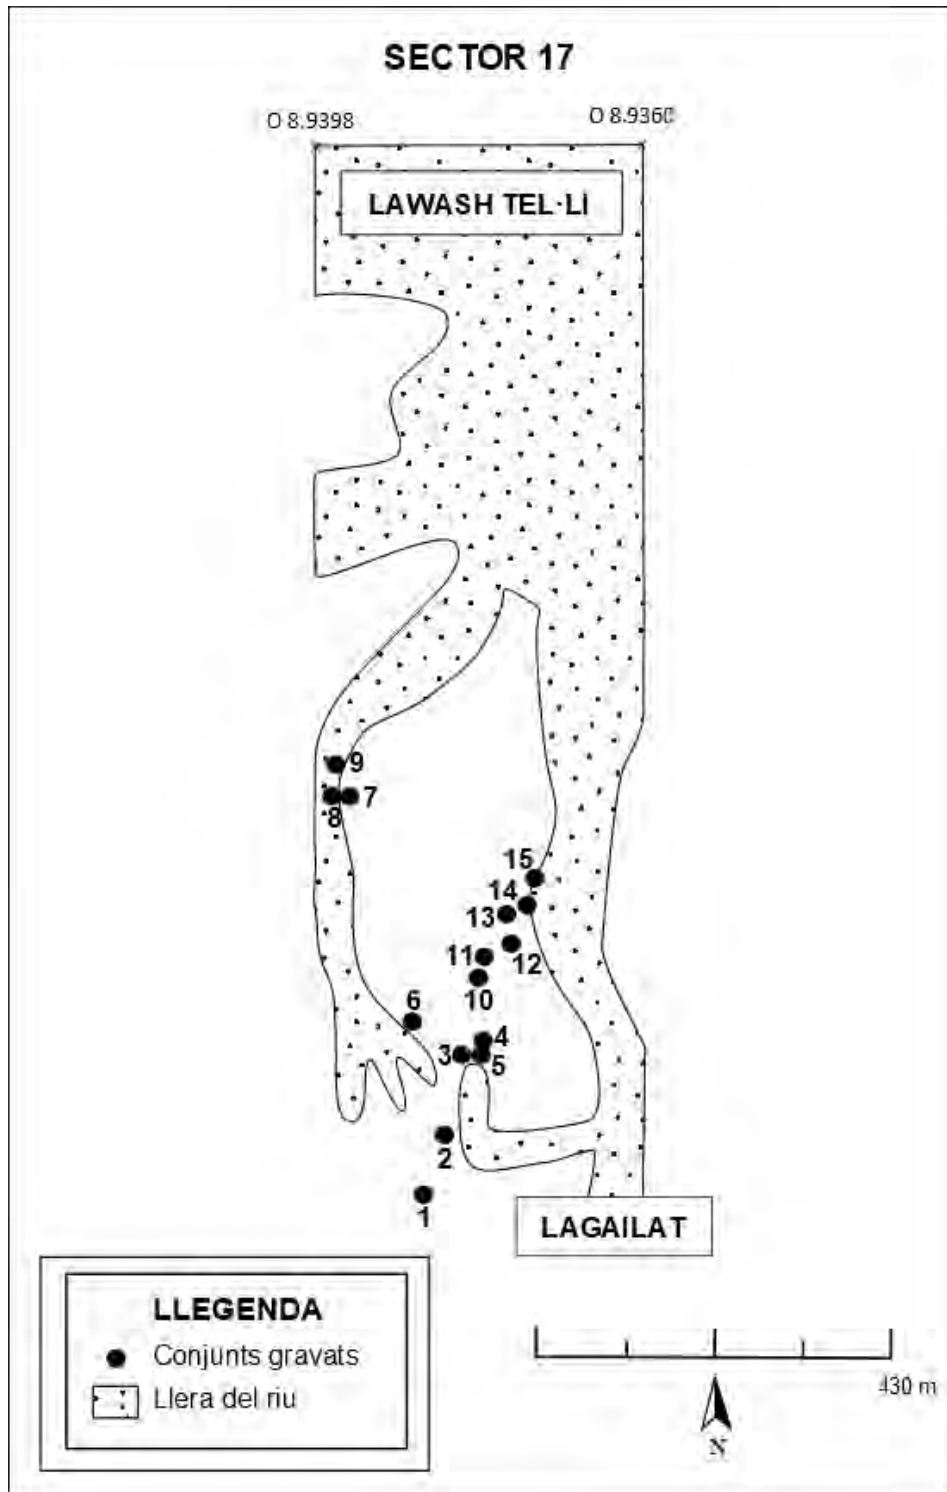 SECTOR 17
O 8.9398
O 8.9360
LAWASH TEL·LI
9
8
7
15
14
13
12
11
10
6
4
3
5
2
1
LAGAILAT
LLEGENDA
Conjunts gravats
Llera del riu
430 m
N